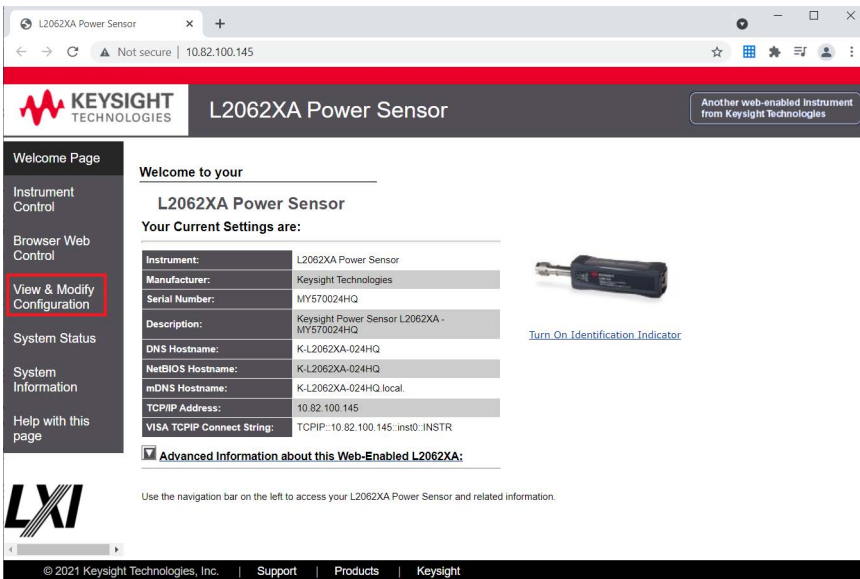 L2062XA Power Sensor
Not secure | 10.82.100.145
KEYSIGHT
TECHNOLOGIES
L2062XA Power Sensor
Another web-enabled Instrument
from Keysight Technologies
Welcome Page
Instrument
Control
Browser Web
Control
View & Modify
Configuration
System Status
System
Information
Help with this
page
LXI
Welcome to your
L2062XA Power Sensor
Your Current Settings are:
Instrument: L2062XA Power Sensor
Manufacturer: Keysight Technologies
Serial Number: MY570024HQ
Description: Keysight Power Sensor L2062XA -
MY570024HQ
DNS Hostname: K-L2062XA-024HQ
NetBIOS Hostname: K-L2062XA-024HQ
mDNS Hostname: K-L2062XA-024HQ.local.
TCP/IP Address: 10.82.100.145
VISA TCPIP Connect String: TCPIP::10.82.100.145::inst0::INSTR
Advanced Information about this Web-Enabled L2062XA:
Turn On Identification Indicator
Use the navigation bar on the left to access your L2062XA Power Sensor and related information.
© 2021 Keysight Technologies, Inc. | Support | Products | Keysight